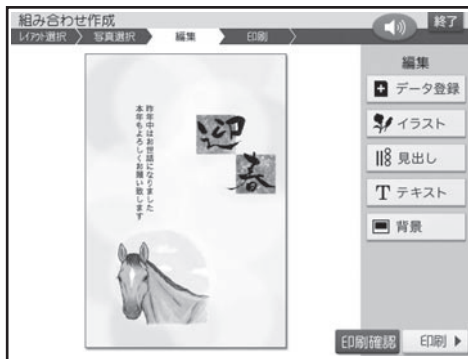 組み合わせ作成
終了
ﾚｲｱｳﾄ選択
写真選択
編集
印刷
編集
データ登録
イラスト
見出し
T テキスト
背景
迎
春
昨年中はお世話になりました
本年もよろしくお願い致します
印刷確認
印刷